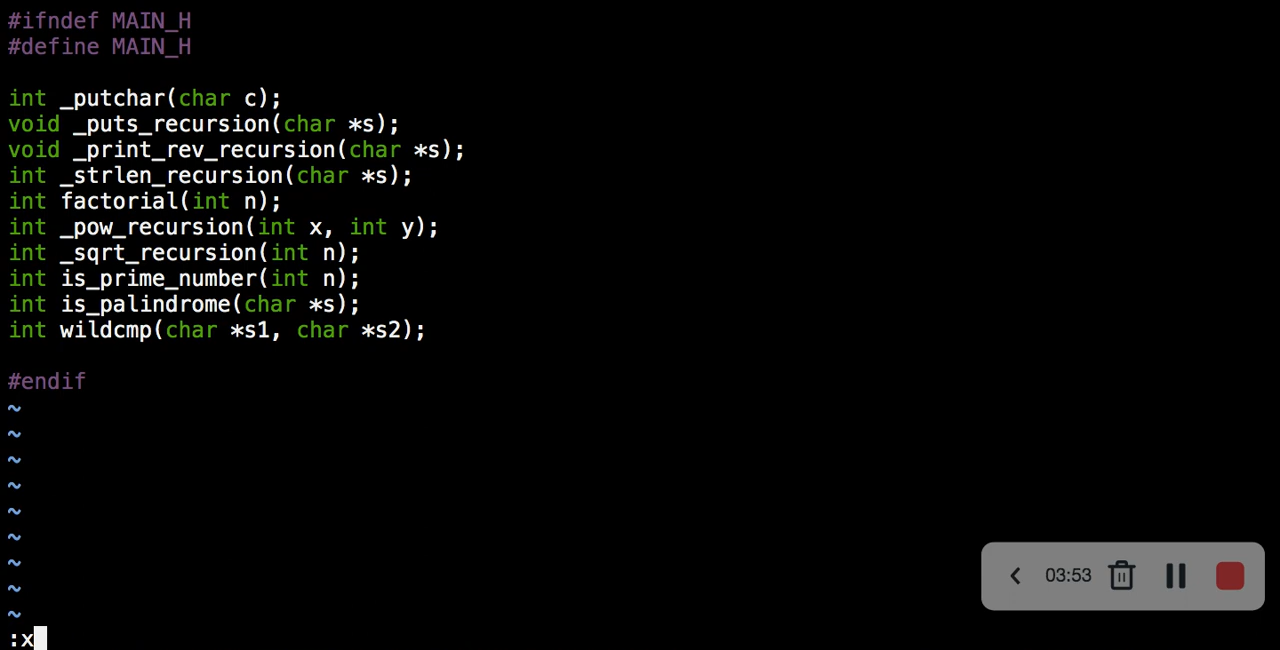 #ifndef MAIN_H
#define MAIN_H
int _putchar(char c);
void _puts_recursion(char *s);
void _print_rev_recursion(char *s);
int _strlen_recursion(char *s);
int factorial(int n);
int _pow_recursion(int x, int y);
int _sqrt_recursion(int n);
int is_prime_number(int n);
int is_palindrome(char *s);
int wildcmp(char *s1, char *s2);
#endif
~
~
~
~
~
~
~
~
~
03:53
:x